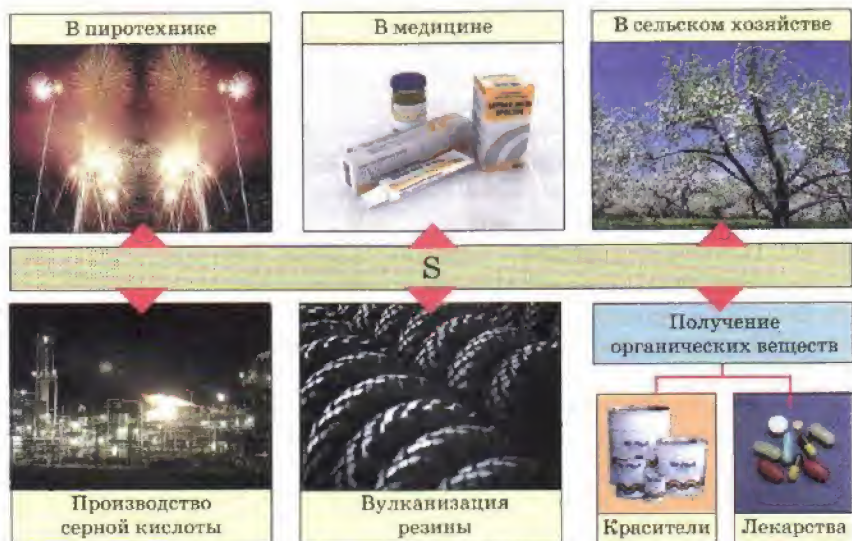 В пиротехнике
В медицине
В сельском хозяйстве
S
Получение
органических веществ
Производство
серной кислоты
Вулканизация
резины
Красители
Лекарства